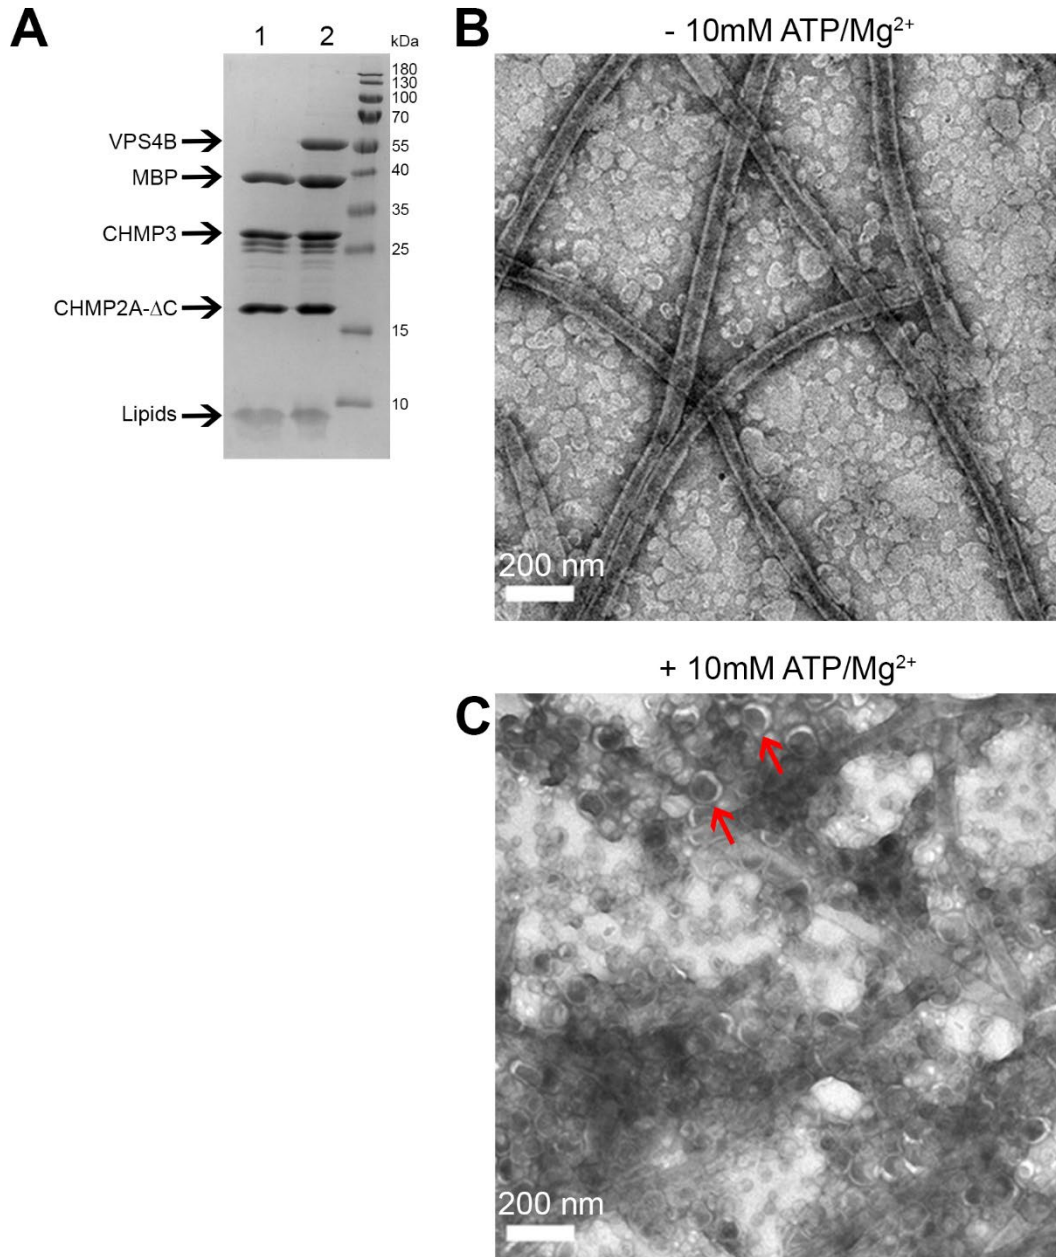 A
1 2
kDa
180
130
100
70
55
40
35
25
15
10
VPS4B
MBP
CHMP3
CHMP2A-ΔC
Lipids
B
- 10mM ATP/Mg²⁺
200 nm
+ 10mM ATP/Mg²⁺
C
200 nm